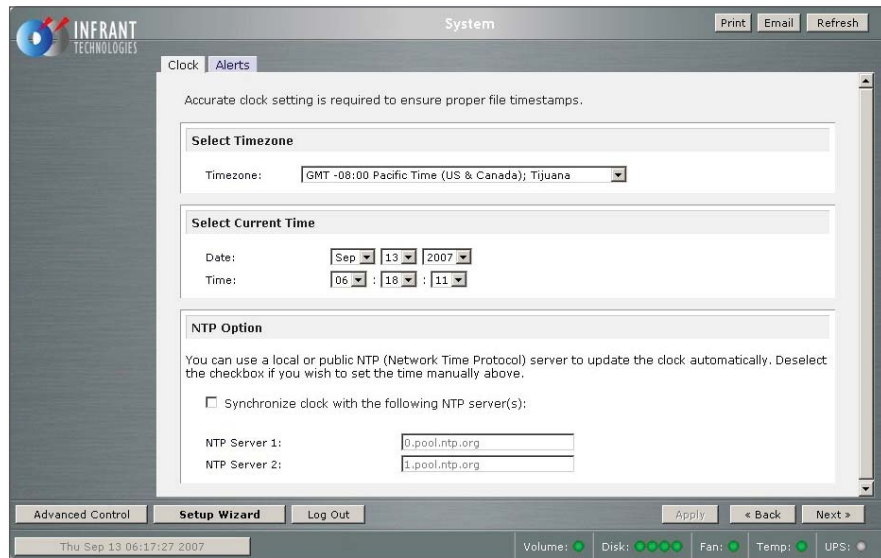 INFRANT
TECHNOLOGIES
System
Print Email Refresh
Clock Alerts
Accurate clock setting is required to ensure proper file timestamps.
Select Timezone
Timezone: GMT -08:00 Pacific Time (US & Canada); Tijuana
Select Current Time
Date: Sep 13 2007
Time: 06 : 18 : 11
NTP Option
You can use a local or public NTP (Network Time Protocol) server to update the clock automatically. Deselect
the checkbox if you wish to set the time manually above.
Synchronize clock with the following NTP server(s):
NTP Server 1: 0.pool.ntp.org
NTP Server 2: 1.pool.ntp.org
Advanced Control Setup Wizard Log Out Apply « Back Next »
Thu Sep 13 06:17:27 2007 Volume: Disk: Fan: Temp: UPS: